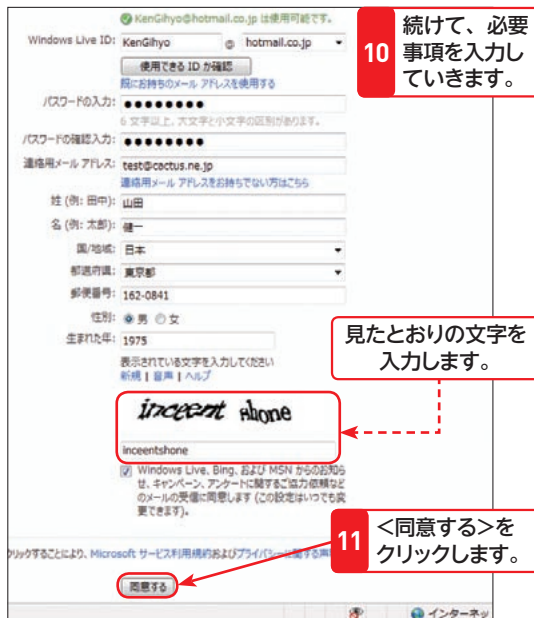 KenGihyo@hotmail.co.jp は使用可能です。
Windows Live ID: KenGihyo @ hotmail.co.jp
使用できる ID か確認
既にお持ちのメール アドレスを使用する
パスワードの入力: ●●●●●●●●
6 文字以上、大文字と小文字の区別があります。
パスワードの確認入力: ●●●●●●●●
連絡用メール アドレス: test@cactus.ne.jp
連絡用メール アドレスをお持ちでない方はこちら
姓 (例: 田中): 山田
名 (例: 太郎): 健一
国/地域: 日本
都道府県: 東京都
郵便番号: 162-0841
性別: 男 女
生まれた年: 1975
表示されている文字を入力してください
新規 | 音声 | ヘルプ
inceent shone
inceentshone
Windows Live、Bing、および MSN からのお知ら
せ、キャンペーン、アンケートに関するご協力依頼など
のメールの受信に同意します (この設定はいつでも変
更できます)。
リックすることにより、Microsoft サービス利用規約およびプライバシーに関する声明
同意する
インターネッ
10 続けて、必要
事項を入力し
ていきます。
見たとおりの文字を
入力します。
11 <同意する>を
クリックします。